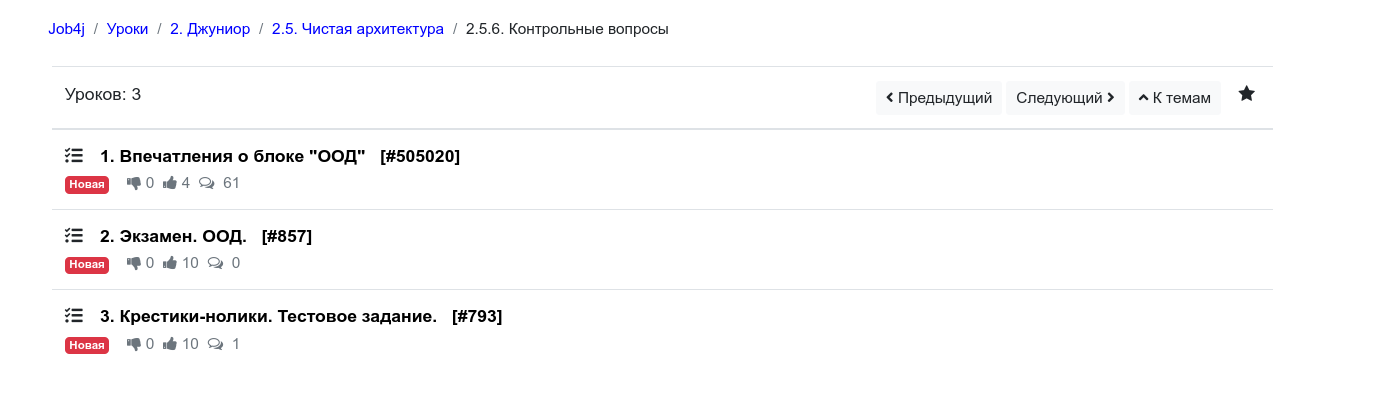 Job4j / Уроки / 2. Джуниор / 2.5. Чистая архитектура / 2.5.6. Контрольные вопросы
Уроков: 3 Предыдущий Следующий К темам
1. Впечатления о блоке "ООД" [#505020]
Новая 0 4 61
2. Экзамен. ООД. [#857]
Новая 0 10 0
3. Крестики-нолики. Тестовое задание. [#793]
Новая 0 10 1